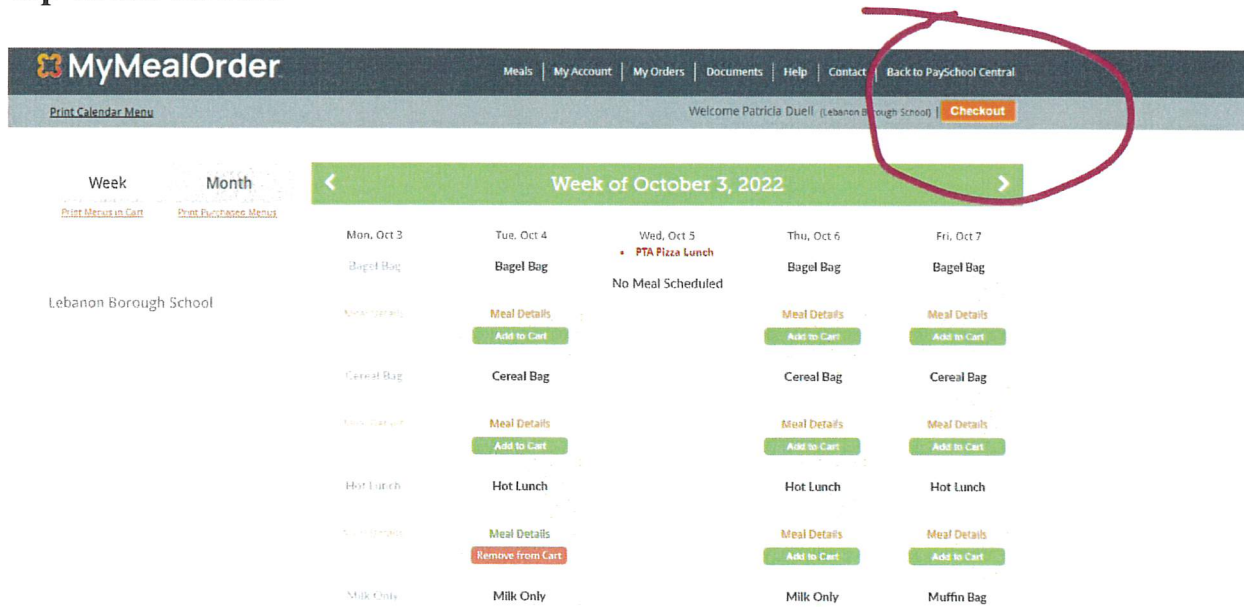 MyMealOrder
Meals | My Account | My Orders | Documents | Help | Contact | Back to PaySchool Central
Print Calendar Menu
Welcome Patricia Duell (Lebanon Borough School) | Checkout
Week Month
Print Menus in Cart Print Purchased Menus
Week of October 3, 2022
Mon, Oct 3 Tue, Oct 4 Wed, Oct 5 Thu, Oct 6 Fri, Oct 7
• PTA Pizza Lunch
Bagel Bag Bagel Bag Bagel Bag Bagel Bag
No Meal Scheduled
Lebanon Borough School
Meal Details Meal Details Meal Details Meal Details
Add to Cart Add to Cart Add to Cart
Cereal Bag Cereal Bag Cereal Bag Cereal Bag
Meal Details Meal Details Meal Details
Add to Cart Add to Cart Add to Cart
Hot Lunch Hot Lunch Hot Lunch Hot Lunch
Meal Details Meal Details Meal Details
Remove from Cart Add to Cart Add to Cart
Milk Only Milk Only Milk Only Muffin Bag